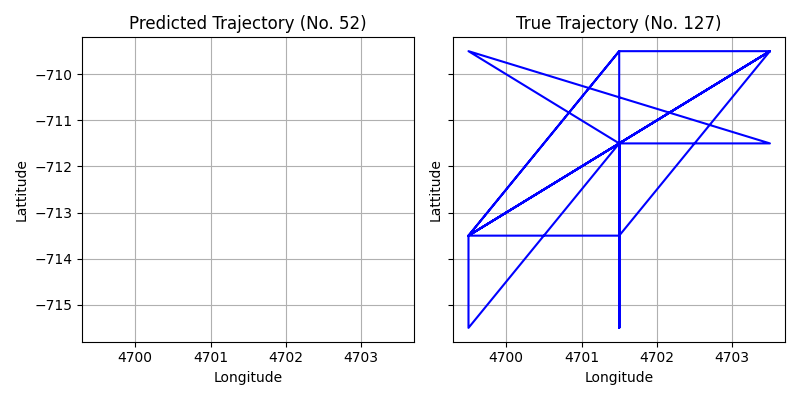 Predicted Trajectory (No. 52)
−710
−711
−712
−713
−714
−715
Lattitude
4700 4701 4702 4703
Longitude
True Trajectory (No. 127)
Lattitude
4700 4701 4702 4703
Longitude